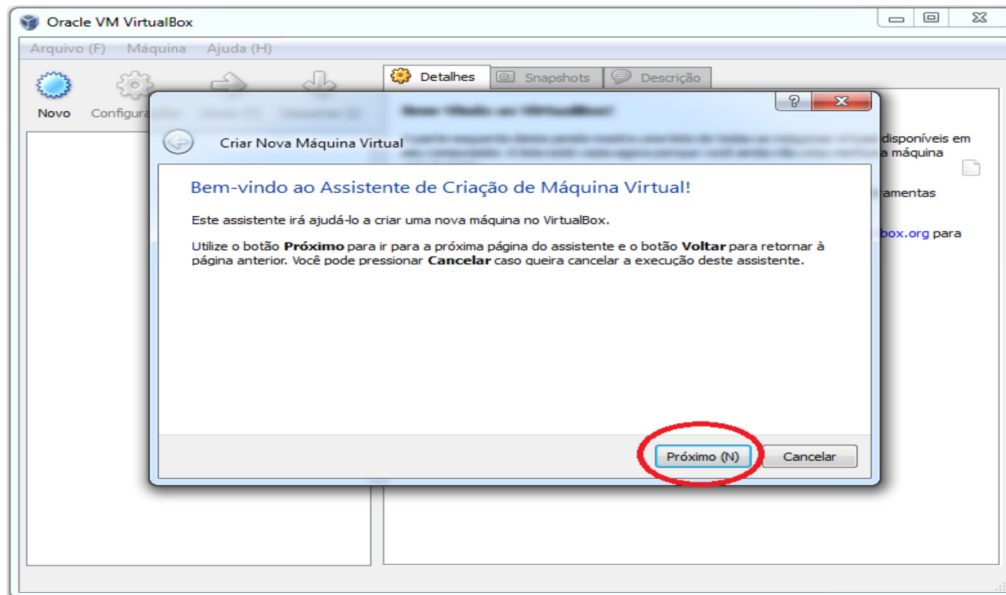 Oracle VM VirtualBox
Arquivo (F) Máquina Ajuda (H)
Novo
Configura
Detalhes
Snapshots
Descrição
disponíveis em
a máquina
ramentas
box.org para
Criar Nova Máquina Virtual
Bem-vindo ao Assistente de Criação de Máquina Virtual!
Este assistente irá ajudá-lo a criar uma nova máquina no VirtualBox.
Utilize o botão Próximo para ir para a próxima página do assistente e o botão Voltar para retornar à
página anterior. Você pode pressionar Cancelar caso queira cancelar a execução deste assistente.
Próximo (N)
Cancelar